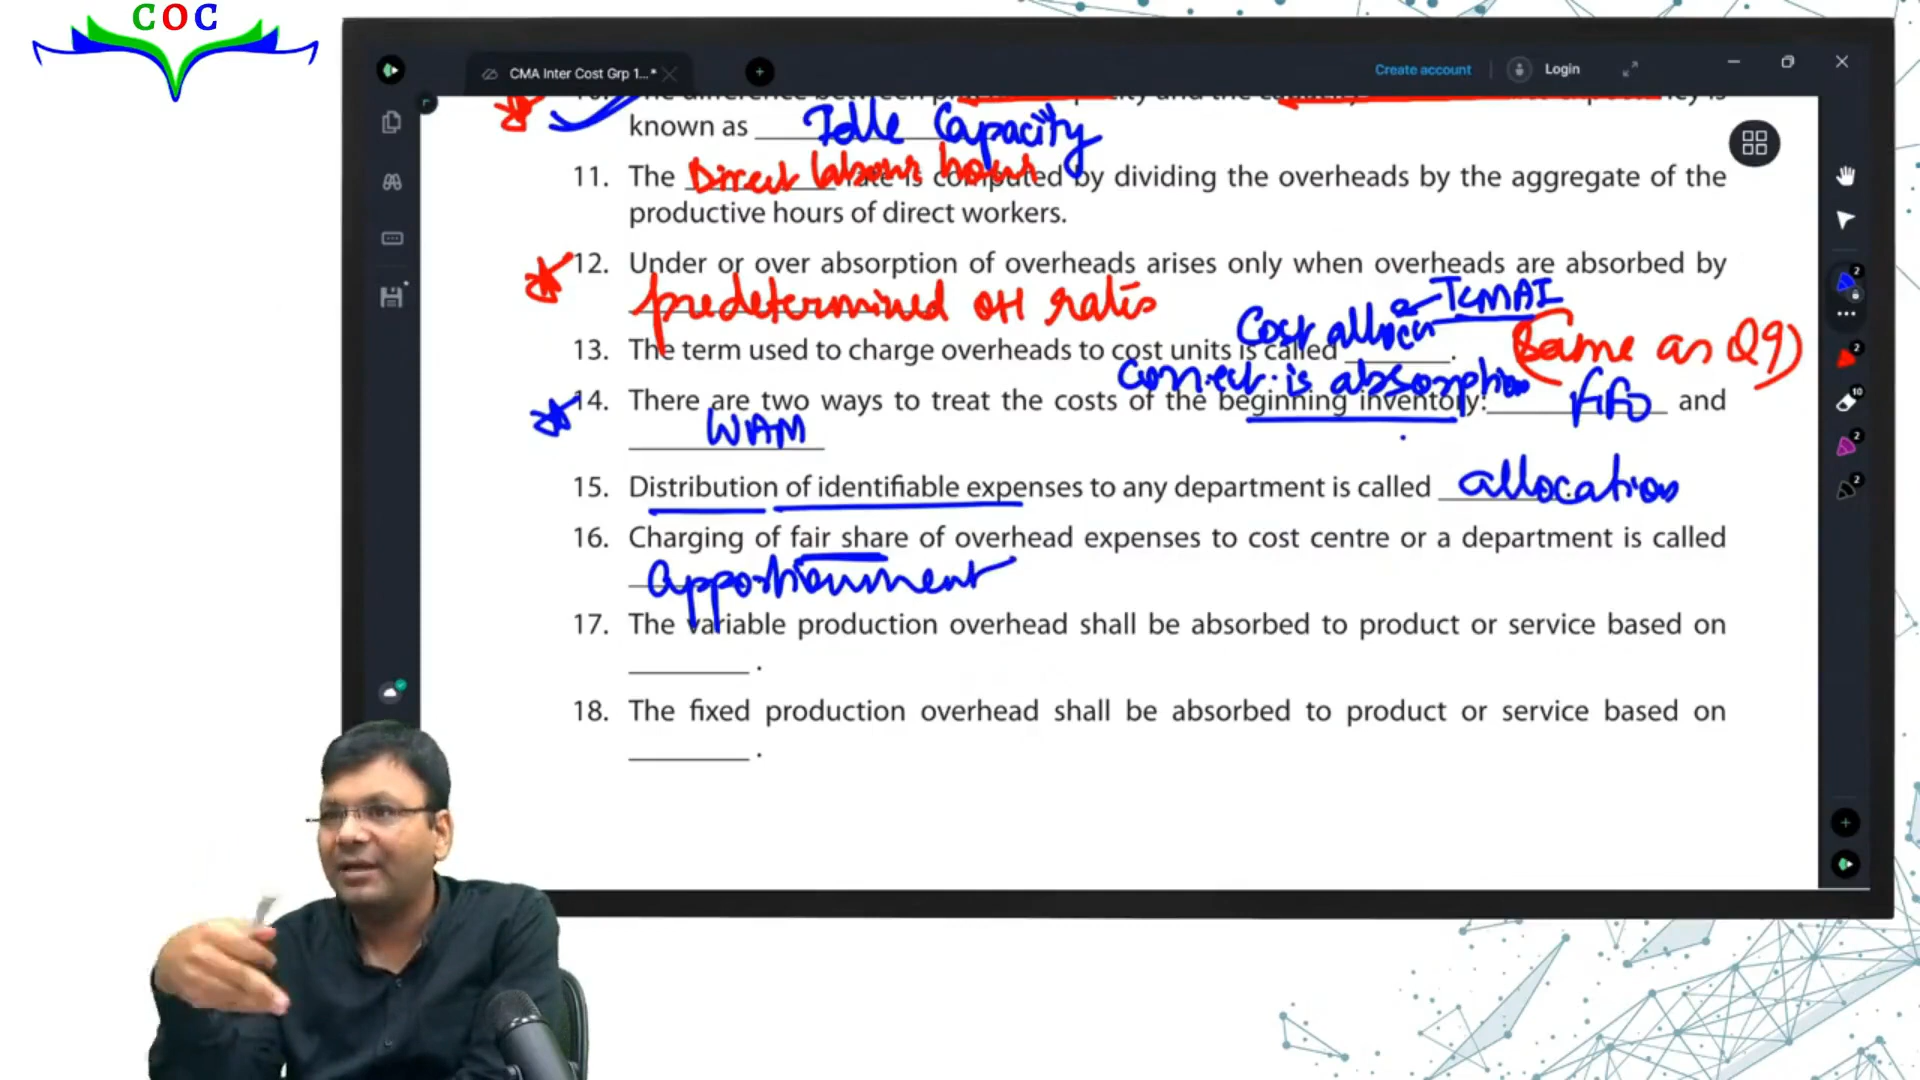 COC
CMA Inter Cost Grp 1...*
Create account
Login
known as Idle Capacity
11. The Direct labour hour rate is computed by dividing the overheads by the aggregate of the
productive hours of direct workers.
12. Under or over absorption of overheads arises only when overheads are absorbed by
predetermined OH rates
Cost allocn ICMAI
13. The term used to charge overheads to cost units is called ________. (Same as Q9)
Correct is absorption
14. There are two ways to treat the costs of the beginning inventory: FIFO and
WAM
15. Distribution of identifiable expenses to any department is called allocation
16. Charging of fair share of overhead expenses to cost centre or a department is called
apportionment
17. The variable production overhead shall be absorbed to product or service based on
________ .
18. The fixed production overhead shall be absorbed to product or service based on
________ .